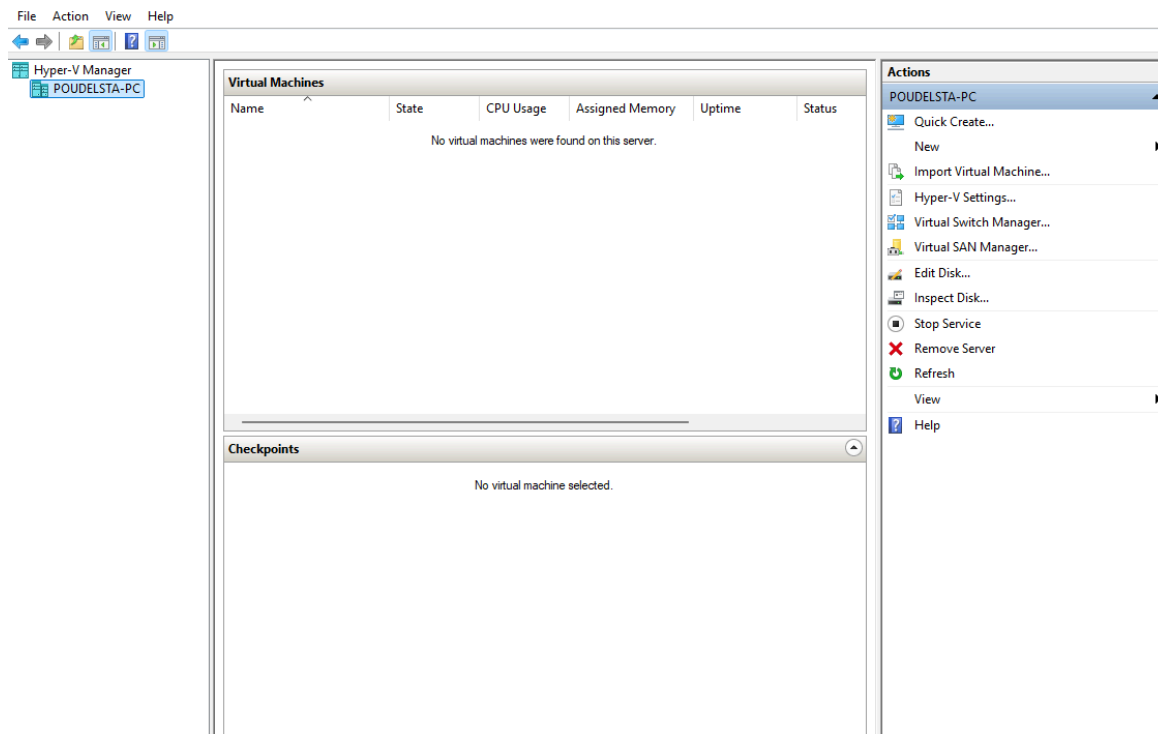 File Action View Help
Hyper-V Manager
POUDELSTA-PC
Virtual Machines
Name State CPU Usage Assigned Memory Uptime Status
No virtual machines were found on this server.
Checkpoints
No virtual machine selected.
Actions
POUDELSTA-PC
Quick Create...
New
Import Virtual Machine...
Hyper-V Settings...
Virtual Switch Manager...
Virtual SAN Manager...
Edit Disk...
Inspect Disk...
Stop Service
Remove Server
Refresh
View
Help